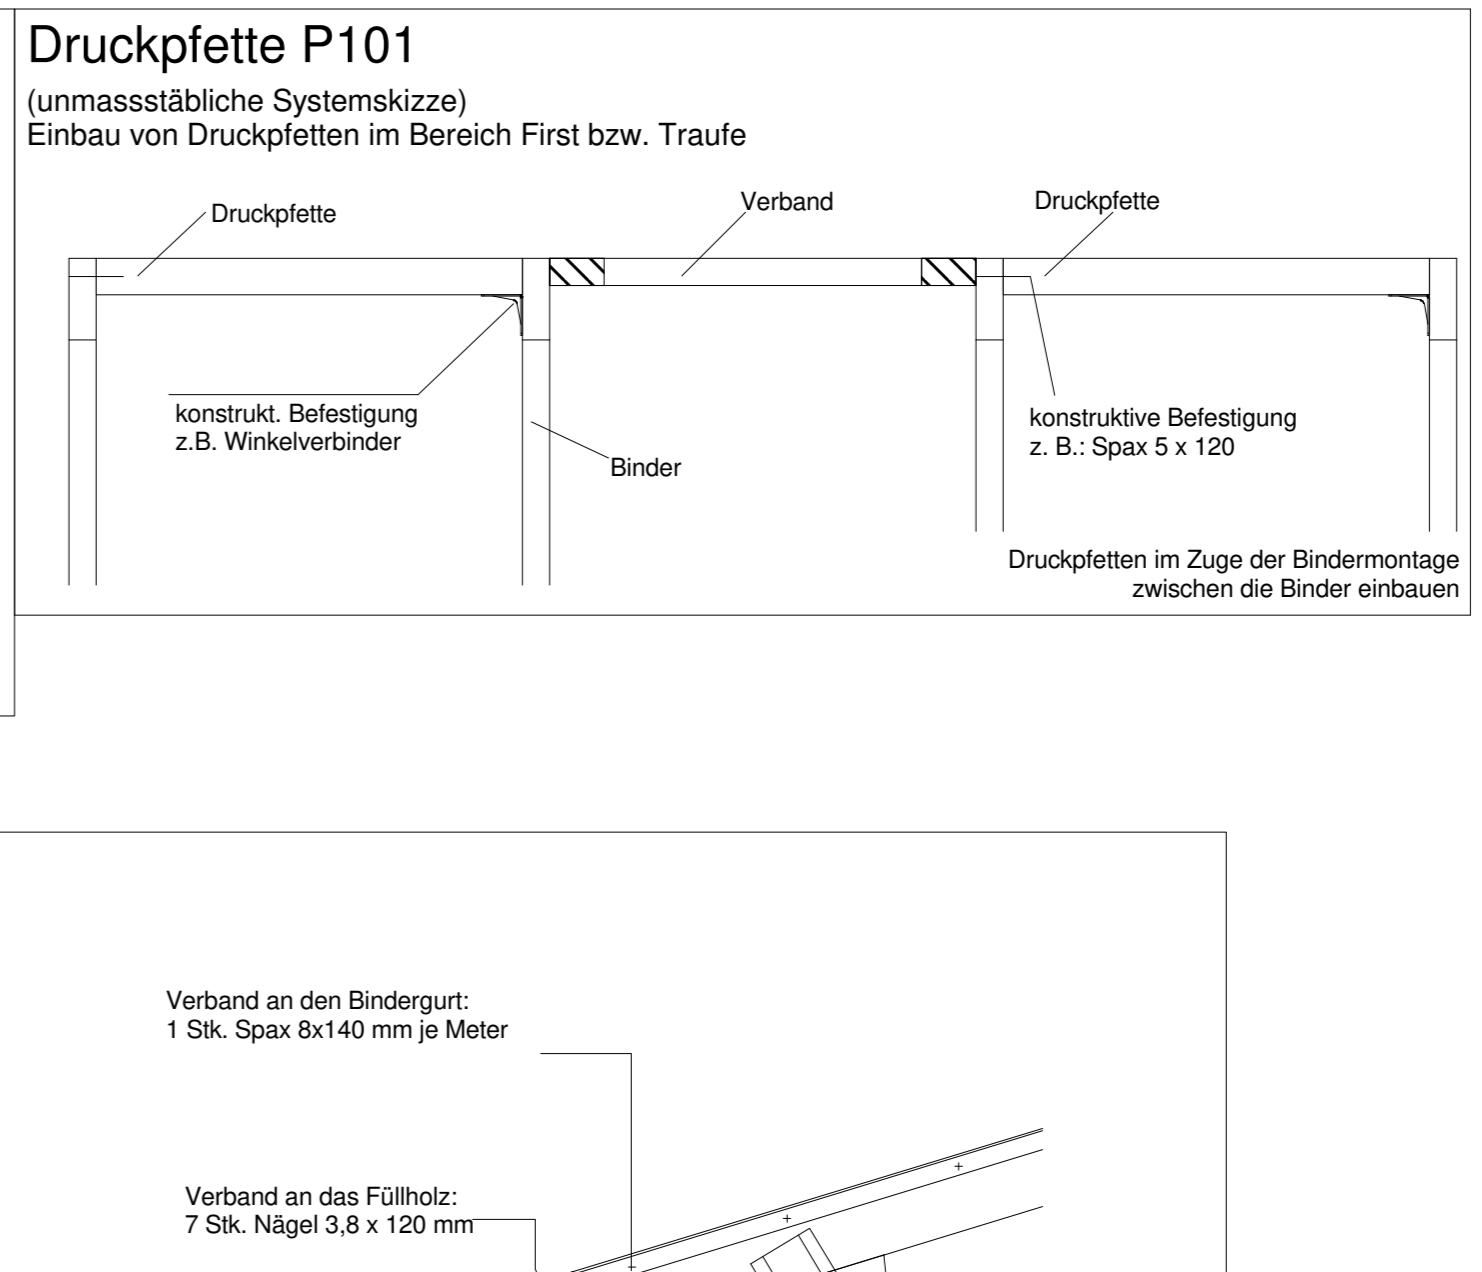 Druckpfette P101
(unmassstäbliche Systemskizze)
Einbau von Druckpfetten im Bereich First bzw. Traufe
Druckpfette
Verband
Druckpfette
konstrukt. Befestigung
z.B. Winkelverbinder
Binder
konstruktive Befestigung
z. B.: Spax 5 x 120
Druckpfetten im Zuge der Bindermontage
zwischen die Binder einbauen
Verband an den Bindergurt:
1 Stk. Spax 8x140 mm je Meter
Verband an das Füllholz:
7 Stk. Nägel 3,8 x 120 mm